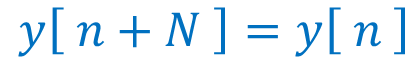 y[ n + N ] = y[ n ]